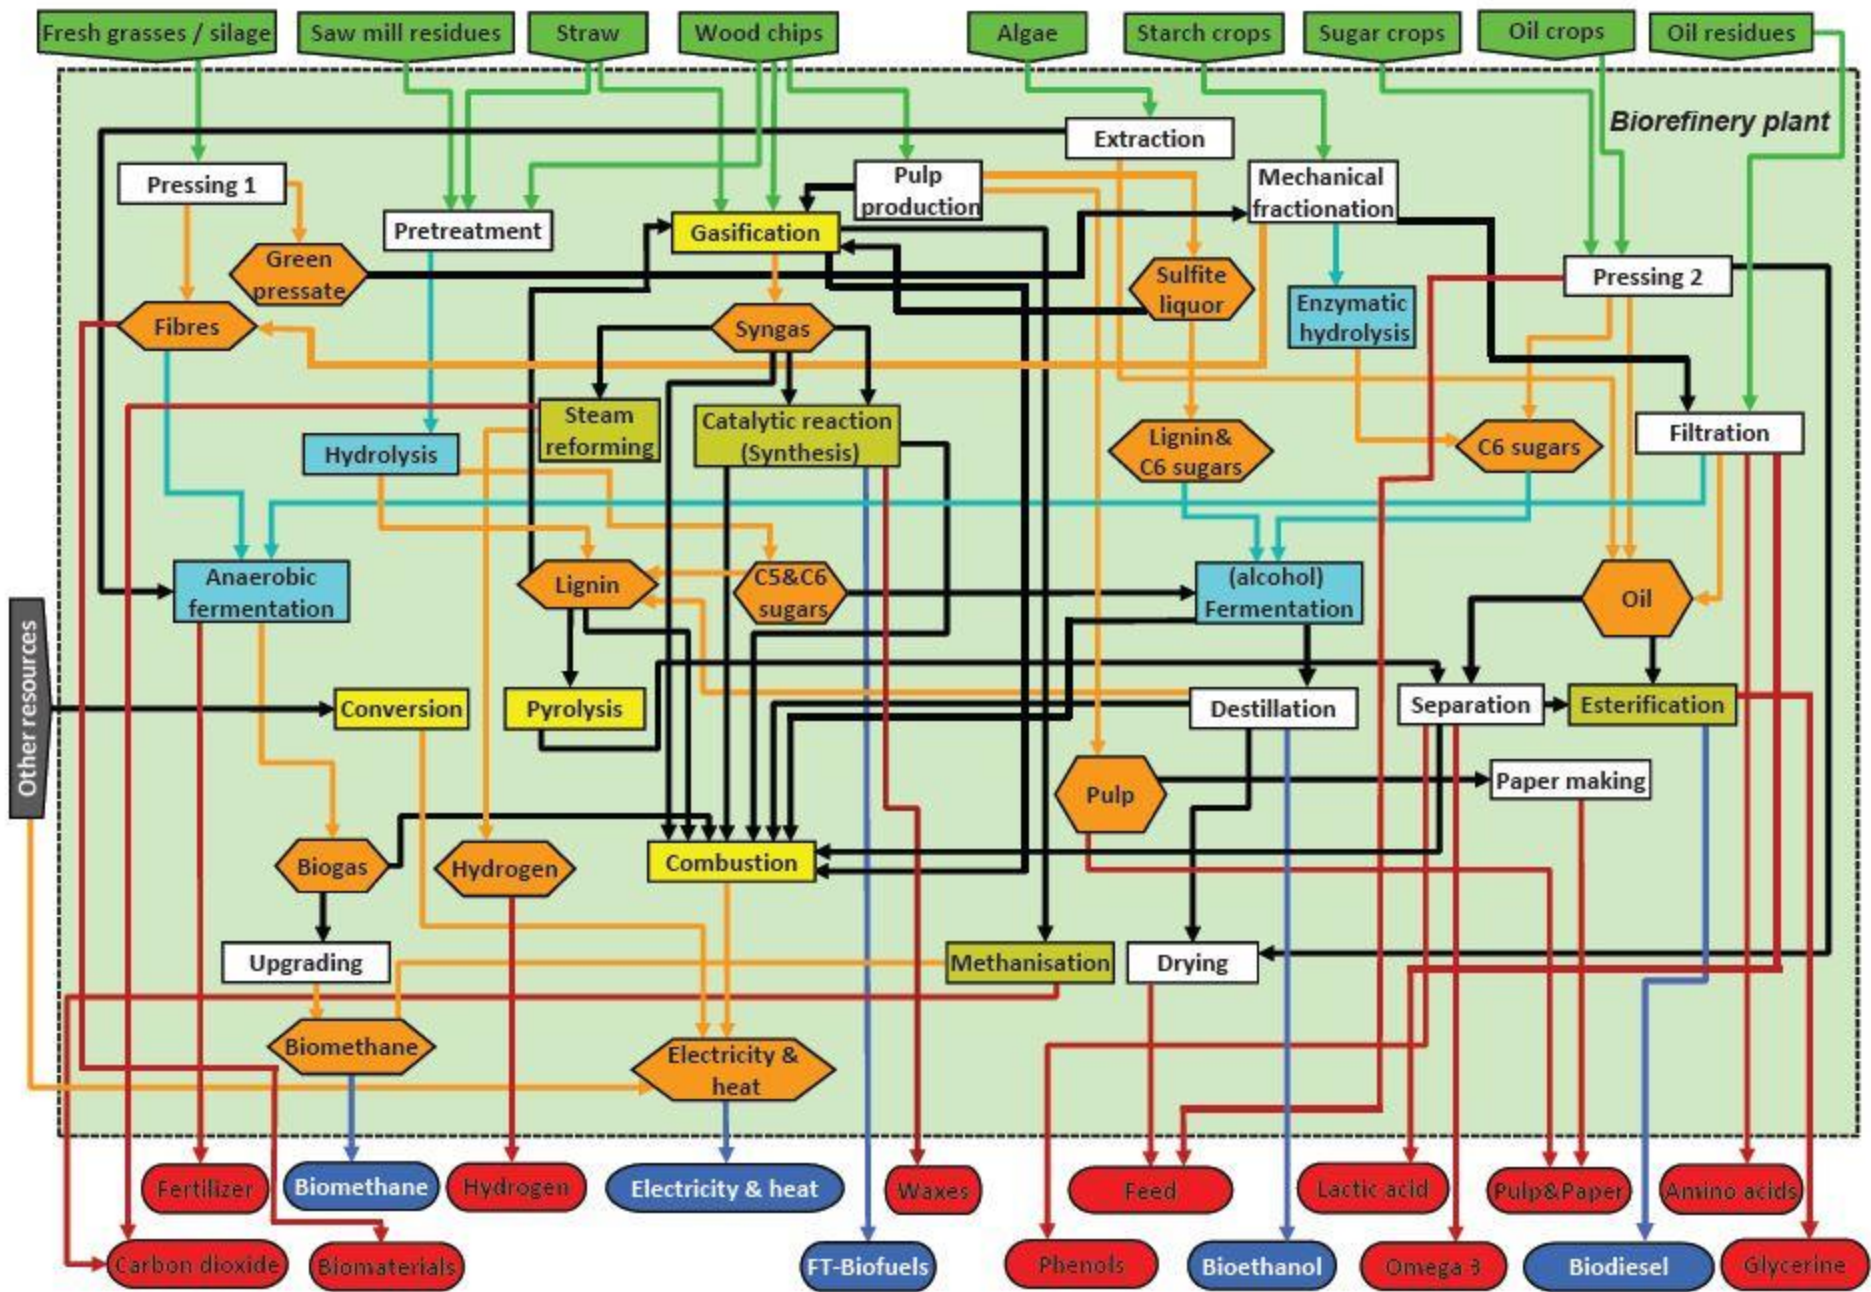 Fresh grasses / silage
Saw mill residues
Straw
Wood chips
Algae
Starch crops
Sugar crops
Oil crops
Oil residues
Biorefinery plant
Extraction
Pressing 1
Pulp
production
Mechanical
fractionation
Pretreatment
Gasification
Green
pressate
Sulfite
liquor
Pressing 2
Fibres
Syngas
Enzymatic
hydrolysis
Steam
reforming
Catalytic reaction
(Synthesis)
Lignin&
C6 sugars
C6 sugars
Filtration
Hydrolysis
Anaerobic
fermentation
Lignin
C5&C6
sugars
(alcohol)
Fermentation
Oil
Other resources
Conversion
Pyrolysis
Destillation
Separation
Esterification
Pulp
Paper making
Biogas
Hydrogen
Combustion
Upgrading
Methanisation
Drying
Biomethane
Electricity &
heat
Fertilizer
Biomethane
Hydrogen
Electricity & heat
Waxes
Feed
Lactic acid
Pulp&Paper
Amino acids
Carbon dioxide
Biomaterials
FT-Biofuels
Phenols
Bioethanol
Omega 3
Biodiesel
Glycerine